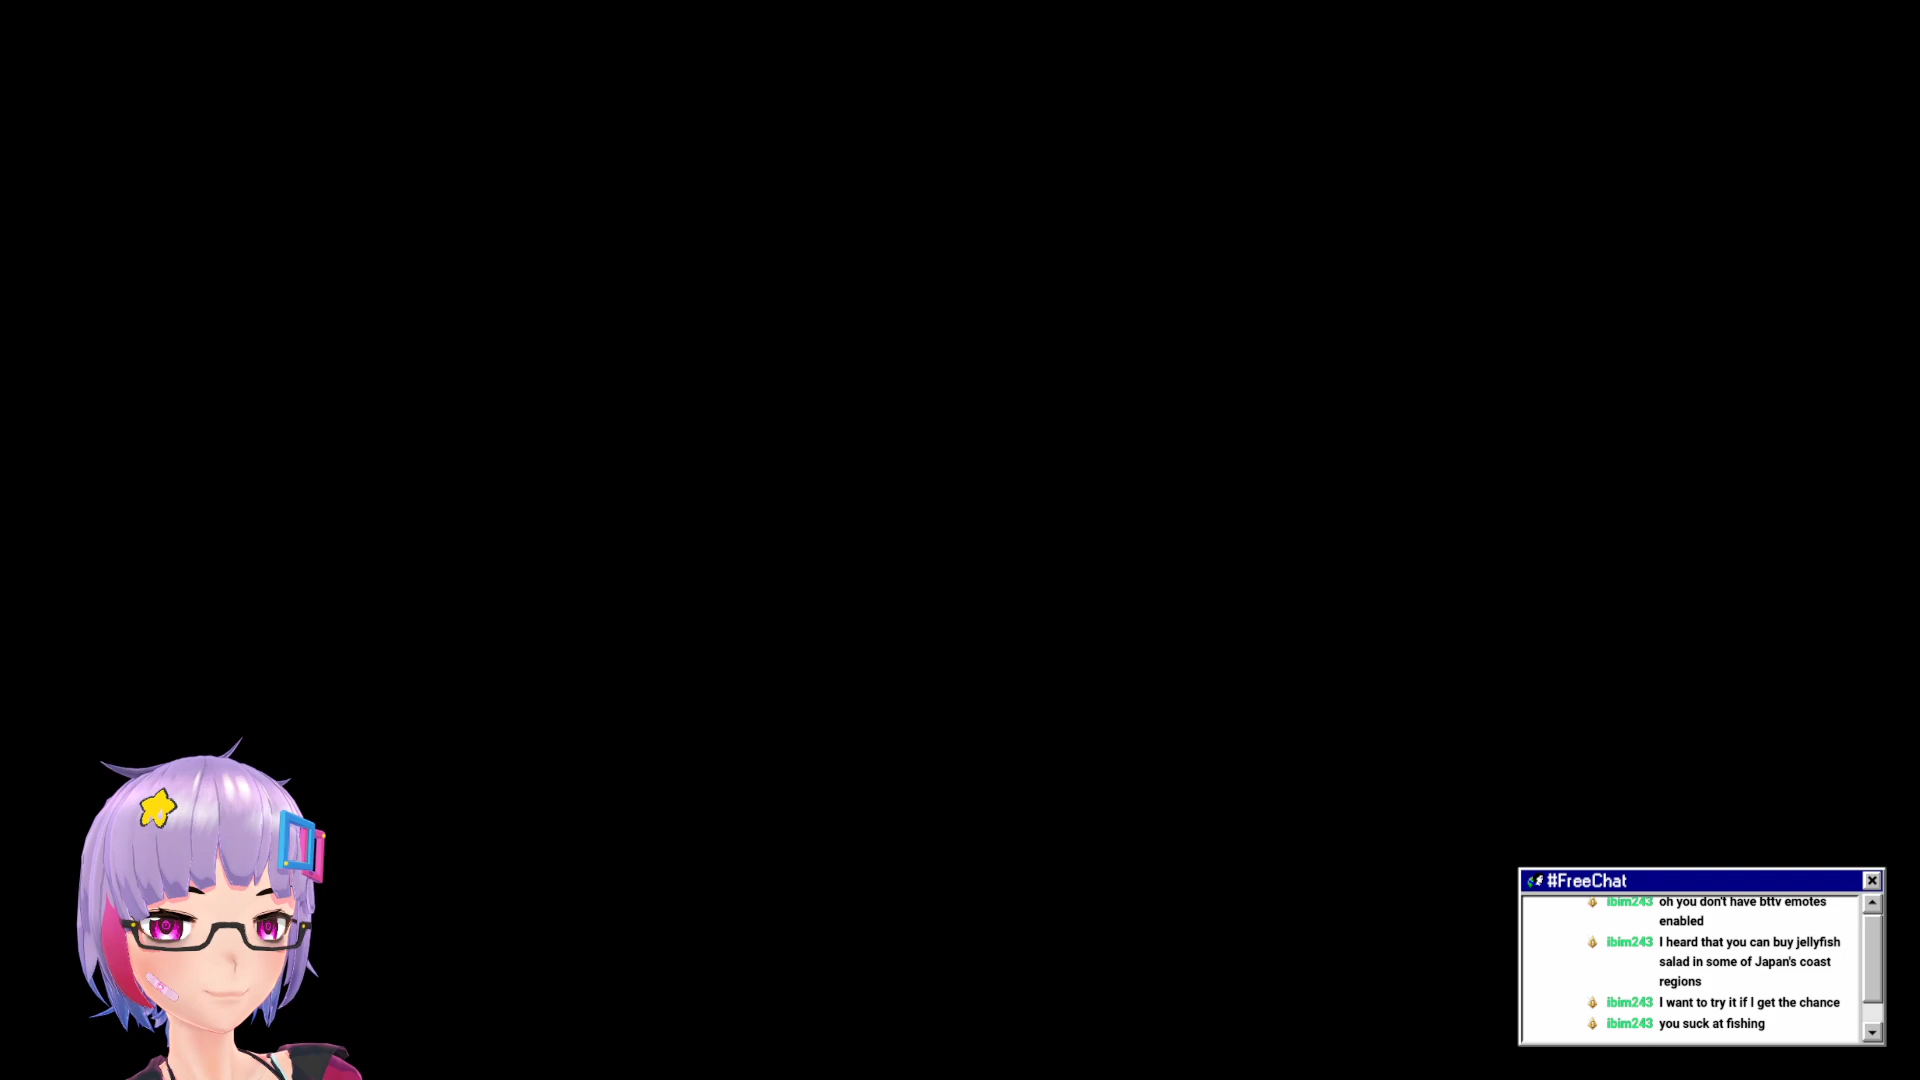 #FreeChat
ibim243 oh you don't have bttv emotes
enabled
ibim243 I heard that you can buy jellyfish
salad in some of Japan's coast
regions
ibim243 I want to try it if I get the chance
ibim243 you suck at fishing